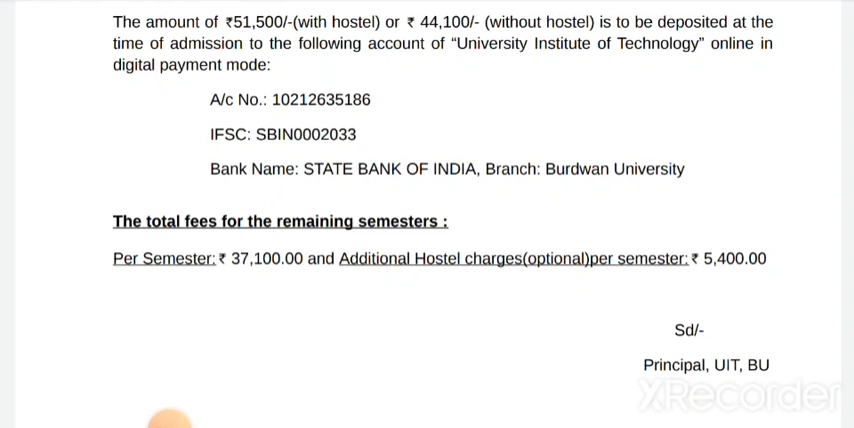 The amount of ₹51,500/-(with hostel) or ₹ 44,100/- (without hostel) is to be deposited at the
time of admission to the following account of “University Institute of Technology” online in
digital payment mode:
A/c No.: 10212635186
IFSC: SBIN0002033
Bank Name: STATE BANK OF INDIA, Branch: Burdwan University
The total fees for the remaining semesters :
Per Semester: ₹ 37,100.00 and Additional Hostel charges(optional)per semester: ₹ 5,400.00
Sd/-
Principal, UIT, BU
XRecorder